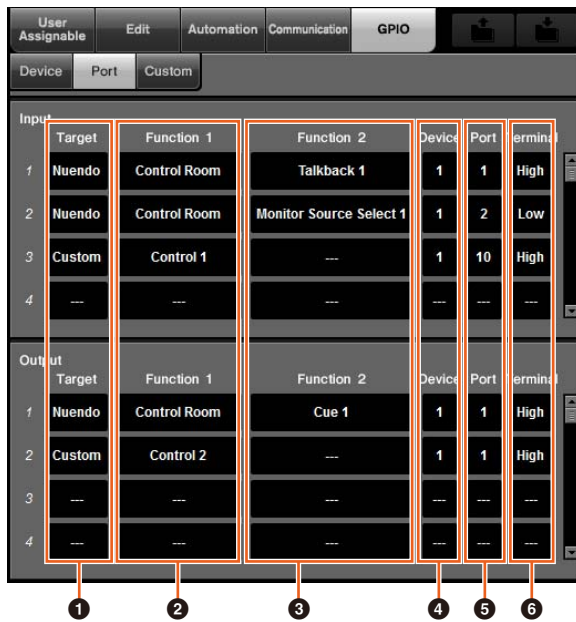 User Assignable Edit Automation Communication GPIO
Device Port Custom
Input
Target Function 1 Function 2 Device Port Terminal
1 Nuendo Control Room Talkback 1 1 1 High
2 Nuendo Control Room Monitor Source Select 1 1 2 Low
3 Custom Control 1 --- 1 10 High
4 --- --- --- --- --- ---
Output
Target Function 1 Function 2 Device Port Terminal
1 Nuendo Control Room Cue 1 1 1 High
2 Custom Control 2 --- 1 1 High
3 --- --- --- --- --- ---
4 --- --- --- --- --- ---
1 2 3 4 5 6